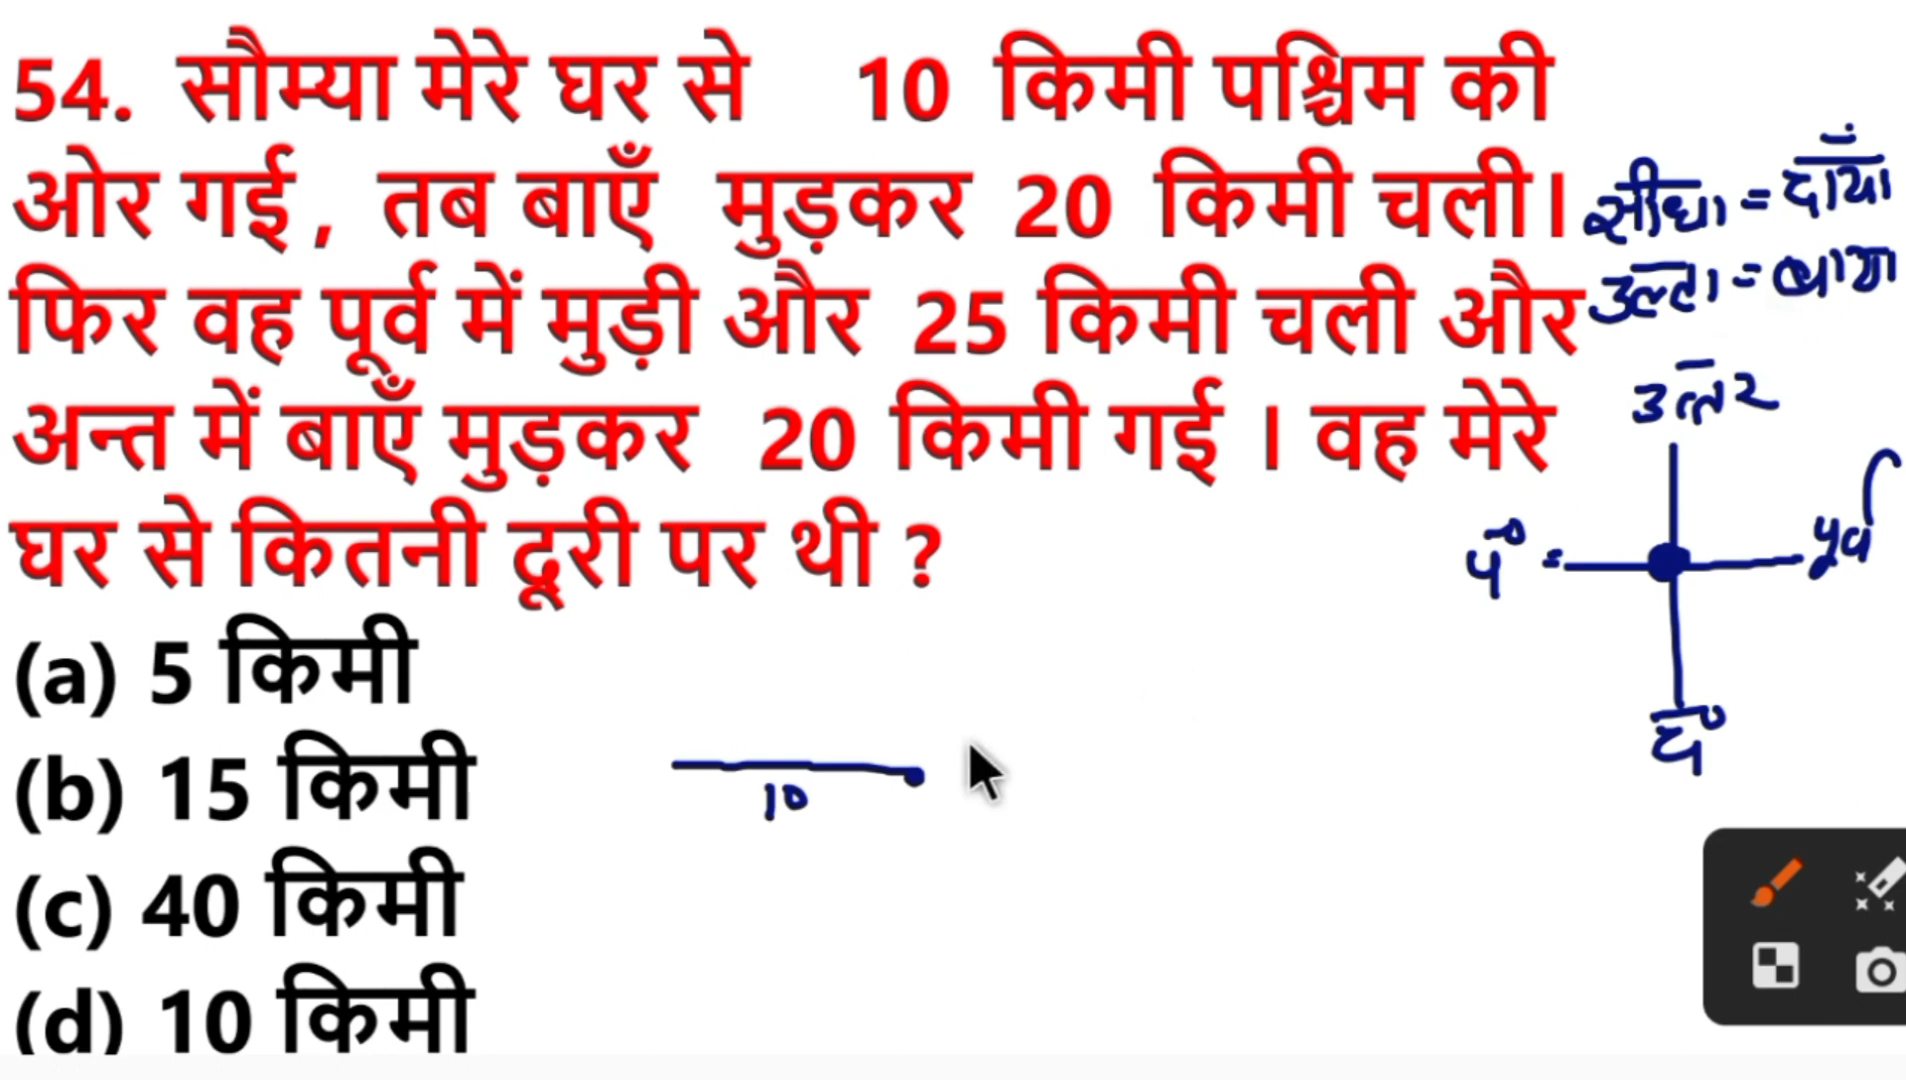 54. सौम्या मेरे घर से 10 किमी पश्चिम की
ओर गई, तब बाएँ मुड़कर 20 किमी चली।
फिर वह पूर्व में मुड़ी और 25 किमी चली और
अन्त में बाएँ मुड़कर 20 किमी गई । वह मेरे
घर से कितनी दूरी पर थी ?
(a) 5 किमी
(b) 15 किमी
(c) 40 किमी
(d) 10 किमी
सीधा = दांया
उल्टा = बाया
उत्तर
प०
पूर्व
द०
10